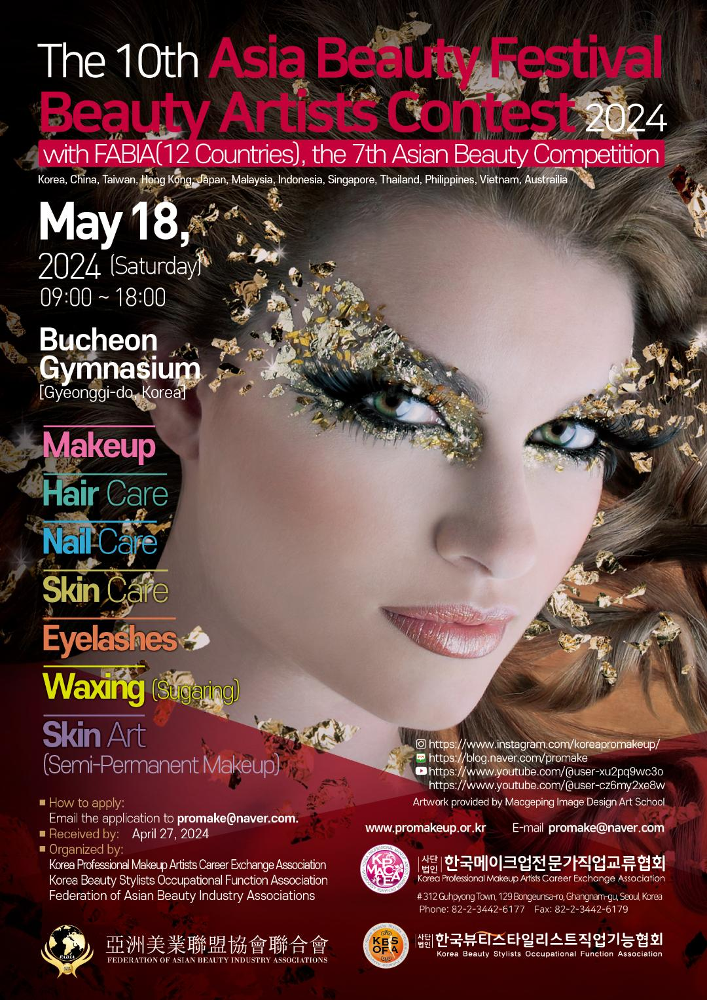 The 10th Asia Beauty Festival
Beauty Artists Contest 2024
with FABIA(12 Countries), the 7th Asian Beauty Competition
Korea, China, Taiwan, Hong Kong, Japan, Malaysia, Indonesia, Singapore, Thailand, Philippines, Vietnam, Austrailia
May 18,
2024 (Saturday)
09:00 ~ 18:00
Bucheon
Gymnasium
[Gyeonggi-do, Korea]
Makeup
Hair Care
Nail Care
Skin Care
Eyelashes
Waxing (Sugaring)
Skin Art
(Semi-Permanent Makeup)
■ How to apply:
Email the application to promake@naver.com.
■ Received by: April 27, 2024
■ Organized by:
Korea Professional Makeup Artists Career Exchange Association
Korea Beauty Stylists Occupational Function Association
Federation of Asian Beauty Industry Associations
FABIA
亞洲美業聯盟協會聯合會
FEDERATION OF ASIAN BEAUTY INDUSTRY ASSOCIATIONS
https://www.instagram.com/koreapromakeup/
https://blog.naver.com/promake
https://www.youtube.com/@user-xu2pq9wc3o
https://www.youtube.com/@user-cz6my2xe8w
Artwork provided by Maogeping Image Design Art School
www.promakeup.or.kr E-mail promake@naver.com
KP
MAC
EA
사단법인 한국메이크업전문가직업교류협회
Korea Professional Makeup Artists Career Exchange Association
# 312 Guhpyong Town, 129 Bongeunsa-ro, Ghangnam-gu, Seoul, Korea
Phone: 82-2-3442-6177 Fax: 82-2-3442-6179
KBS
OFA
사단법인 한국뷰티스타일리스트직업기능협회
Korea Beauty Stylists Occupational Function Association